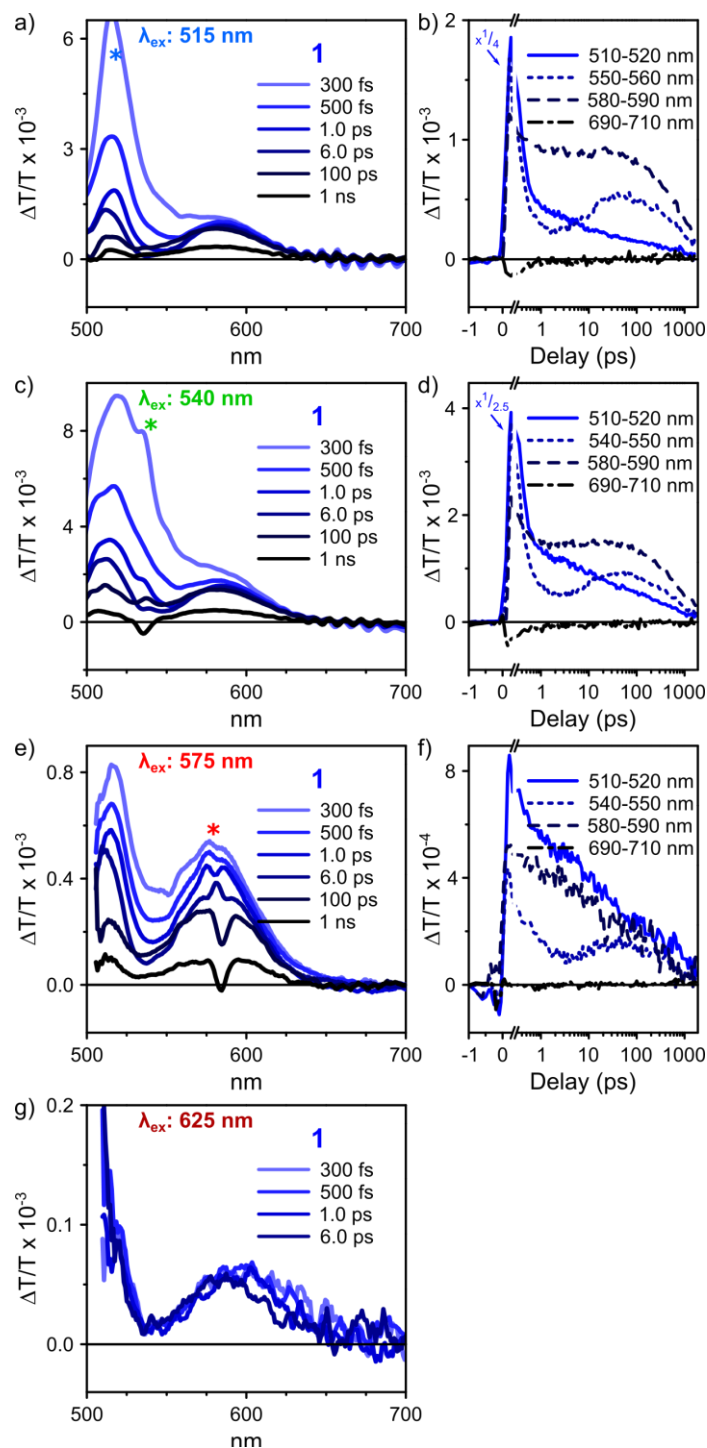 a)
λex: 515 nm
*
1
300 fs
500 fs
1.0 ps
6.0 ps
100 ps
1 ns
ΔT/T x 10-3
6
3
0
500
600
700
nm
b)
x1/4
510-520 nm
550-560 nm
580-590 nm
690-710 nm
ΔT/T x 10-3
2
1
0
-1
0
1
10
100
1000
Delay (ps)
c)
λex: 540 nm
*
1
300 fs
500 fs
1.0 ps
6.0 ps
100 ps
1 ns
ΔT/T x 10-3
8
4
0
500
600
700
nm
d)
x1/2.5
510-520 nm
540-550 nm
580-590 nm
690-710 nm
ΔT/T x 10-3
4
2
0
-1
0
1
10
100
1000
Delay (ps)
e)
λex: 575 nm
*
1
300 fs
500 fs
1.0 ps
6.0 ps
100 ps
1 ns
ΔT/T x 10-3
0.8
0.4
0.0
500
600
700
nm
f)
510-520 nm
540-550 nm
580-590 nm
690-710 nm
ΔT/T x 10-4
8
4
0
-1
0
1
10
100
1000
Delay (ps)
g)
λex: 625 nm
1
300 fs
500 fs
1.0 ps
6.0 ps
ΔT/T x 10-3
0.2
0.1
0.0
500
600
700
nm